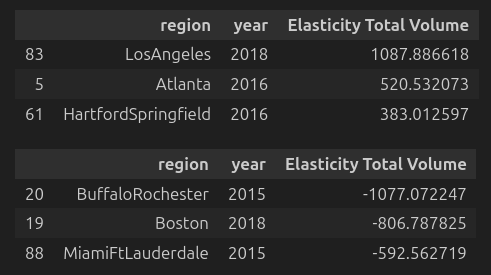 region year Elasticity Total Volume
83 LosAngeles 2018 1087.886618
5 Atlanta 2016 520.532073
61 HartfordSpringfield 2016 383.012597
region year Elasticity Total Volume
20 BuffaloRochester 2015 -1077.072247
19 Boston 2018 -806.787825
88 MiamiFtLauderdale 2015 -592.562719